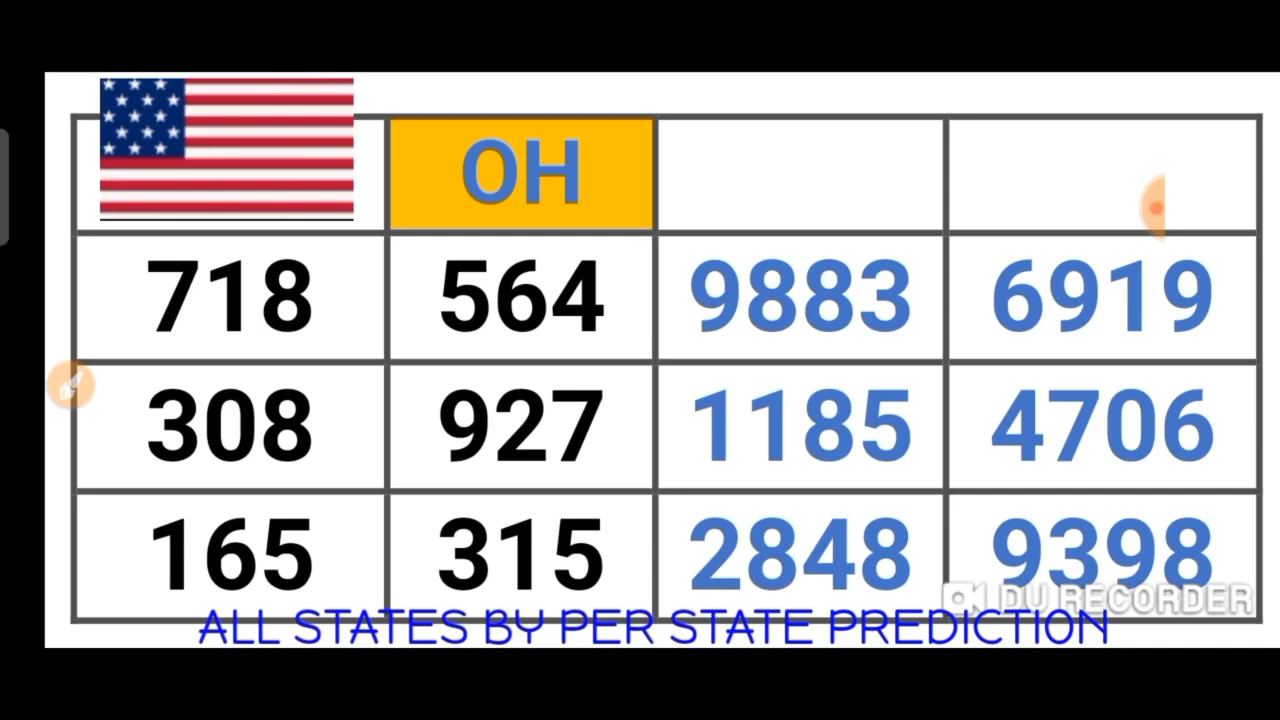 OH
718 564 9883 6919
308 927 1185 4706
165 315 2848 9398
DU RECORDER
ALL STATES BY PER STATE PREDICTION